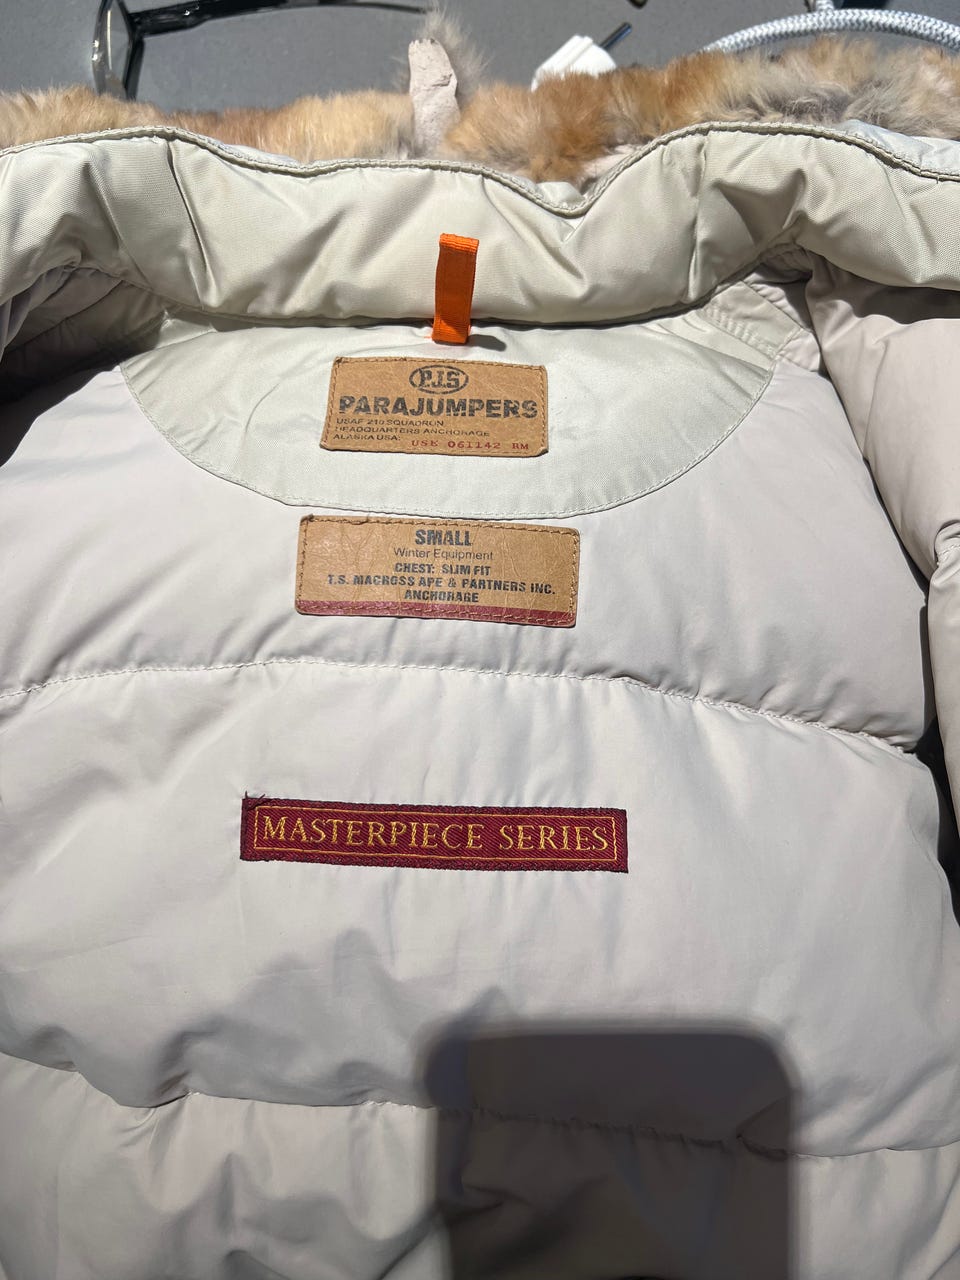 P.J.S
PARAJUMPERS
USAF 210 SQUADRON
HEADQUARTERS ANCHORAGE
ALASKA USA: USE 061142 RM
SMALL
Winter Equipment
CHEST: SLIM FIT
T.S. MACROSS APE & PARTNERS INC.
ANCHORAGE
MASTERPIECE SERIES